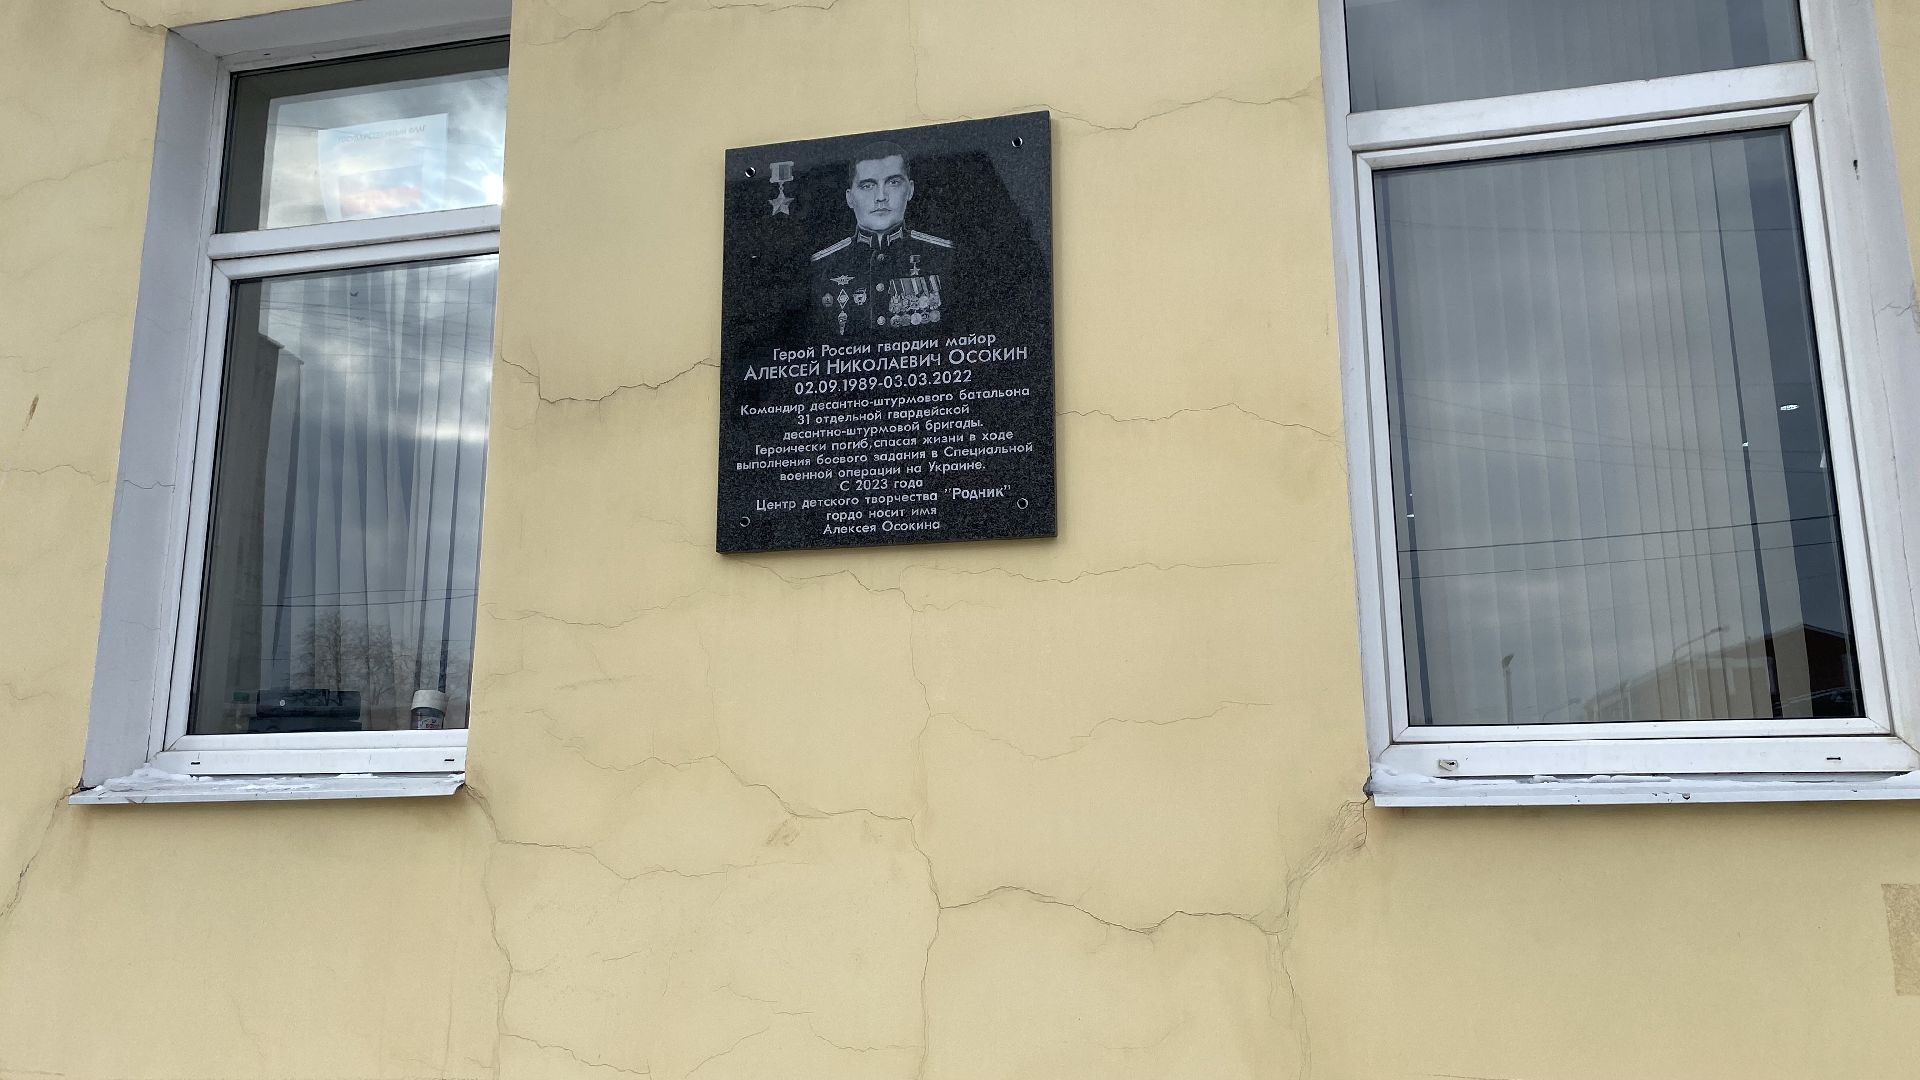 ГОСУДАРСТВЕННЫЙ ФЛАГ
Герой России гвардии майор
АЛЕКСЕЙ НИКОЛАЕВИЧ ОСОКИН
02.09.1989-03.03.2022
Командир десантно-штурмового батальона
31 отдельной гвардейской
десантно-штурмовой бригады.
Героически погиб,спасая жизни в ходе
выполнения боевого задания в Специальной
военной операции на Украине.
С 2023 года
Центр детского творчества "Родник"
гордо носит имя
Алексея Осокина